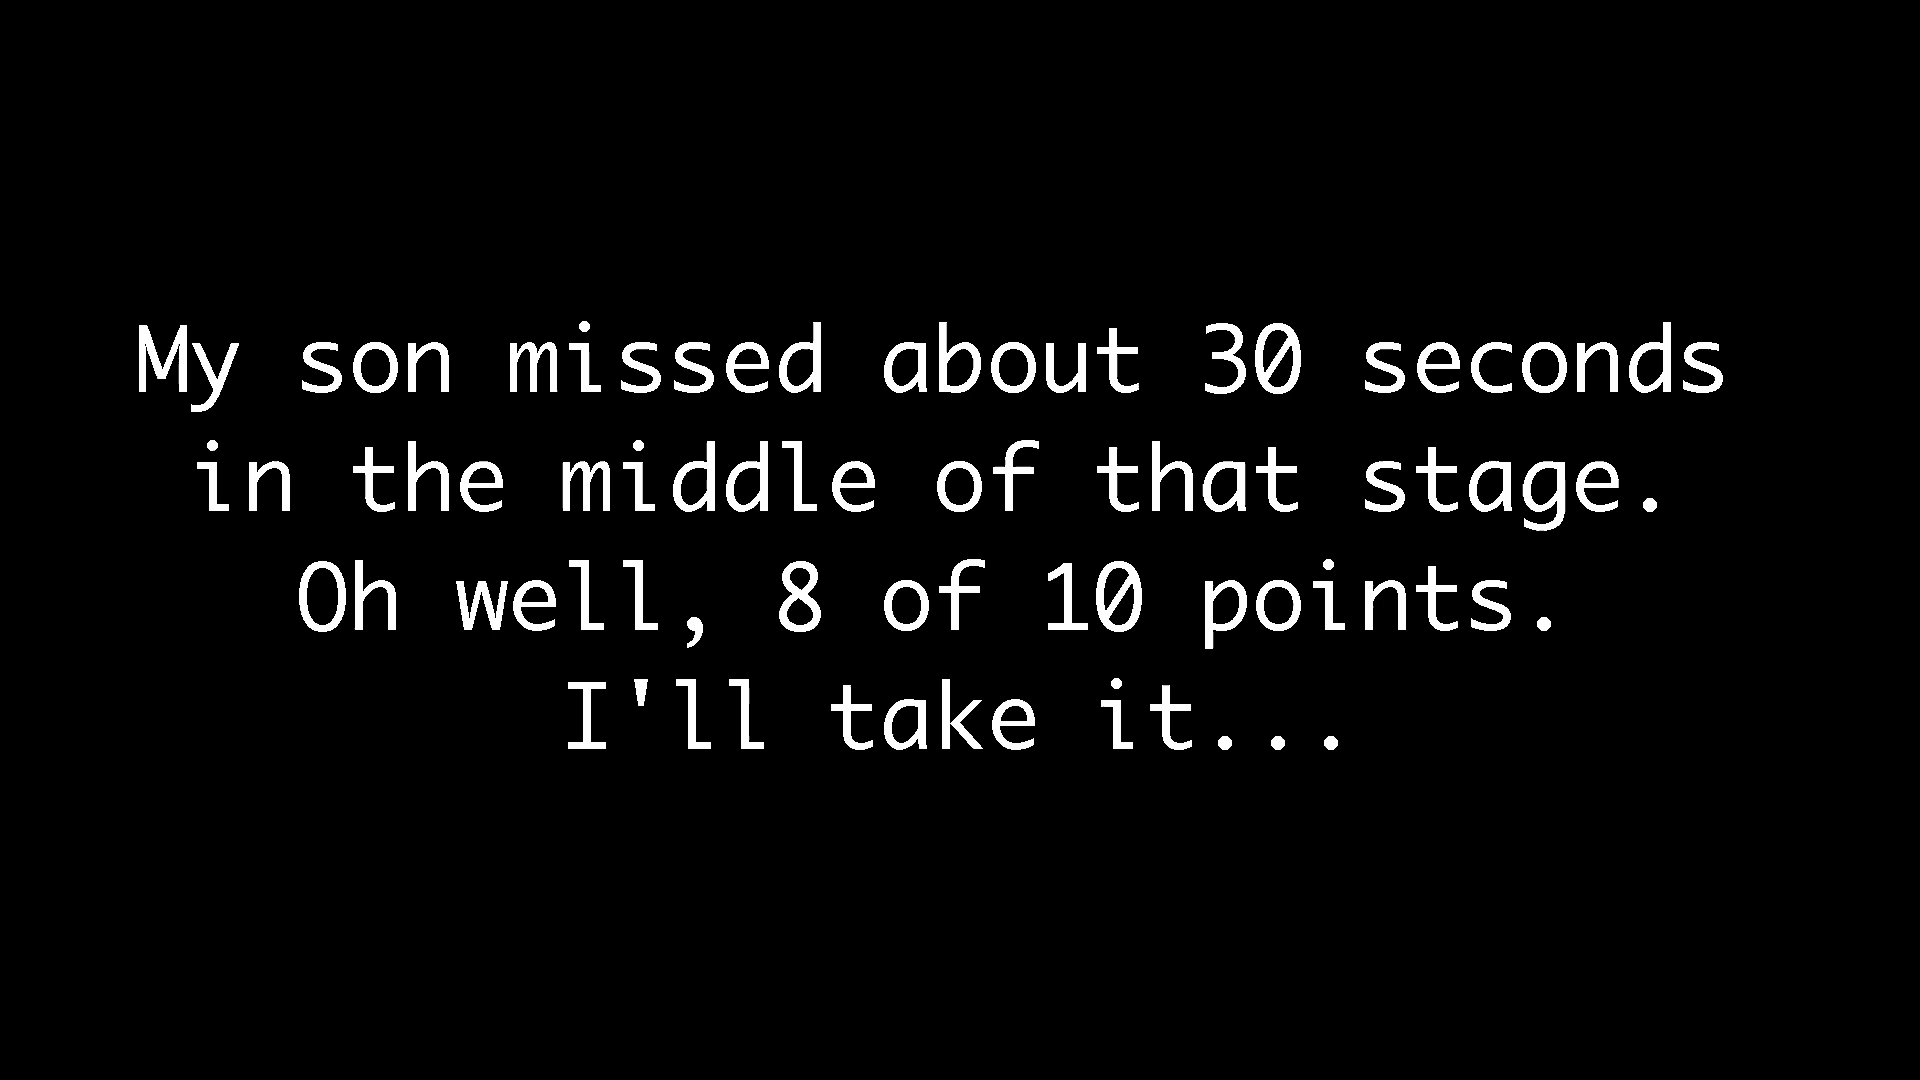 My son missed about 30 seconds
in the middle of that stage.
Oh well, 8 of 10 points.
I'll take it...